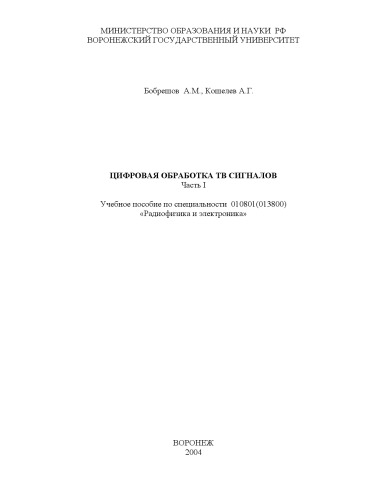 МИНИСТЕРСТВО ОБРАЗОВАНИЯ И НАУКИ РФ
ВОРОНЕЖСКИЙ ГОСУДАРСТВЕННЫЙ УНИВЕРСИТЕТ
Бобрешов А.М., Кошелев А.Г.
ЦИФРОВАЯ ОБРАБОТКА ТВ СИГНАЛОВ
Часть I
Учебное пособие по специальности 010801(013800)
«Радиофизика и электроника»
ВОРОНЕЖ
2004